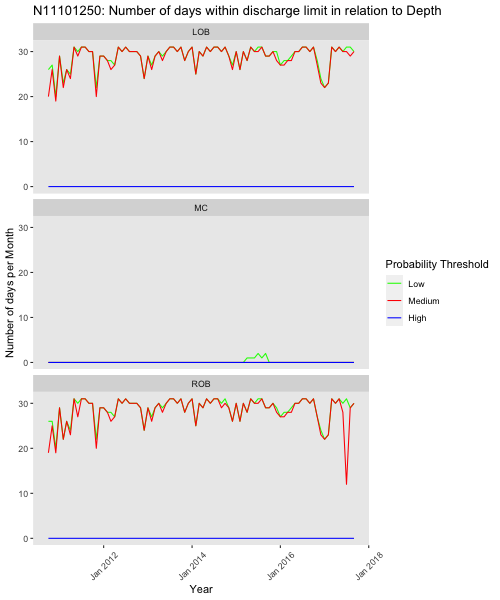 N11101250: Number of days within discharge limit in relation to Depth
LOB
30
20
10
0
MC
30
20
10
0
ROB
30
20
10
0
Number of days per Month
Jan 2012
Jan 2014
Jan 2016
Jan 2018
Year
Probability Threshold
Low
Medium
High